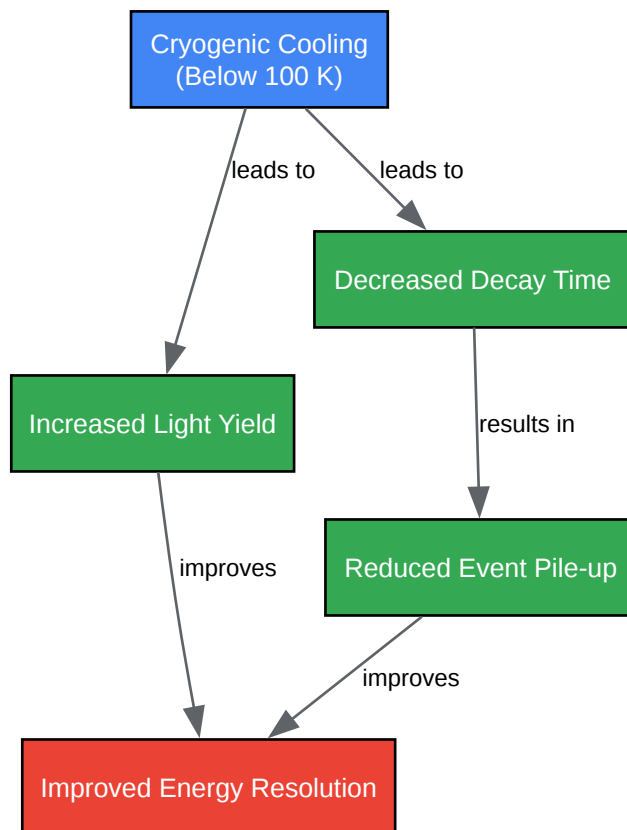 Cryogenic Cooling
(Below 100 K)
leads to
leads to
Decreased Decay Time
Increased Light Yield
results in
improves
Reduced Event Pile-up
improves
Improved Energy Resolution